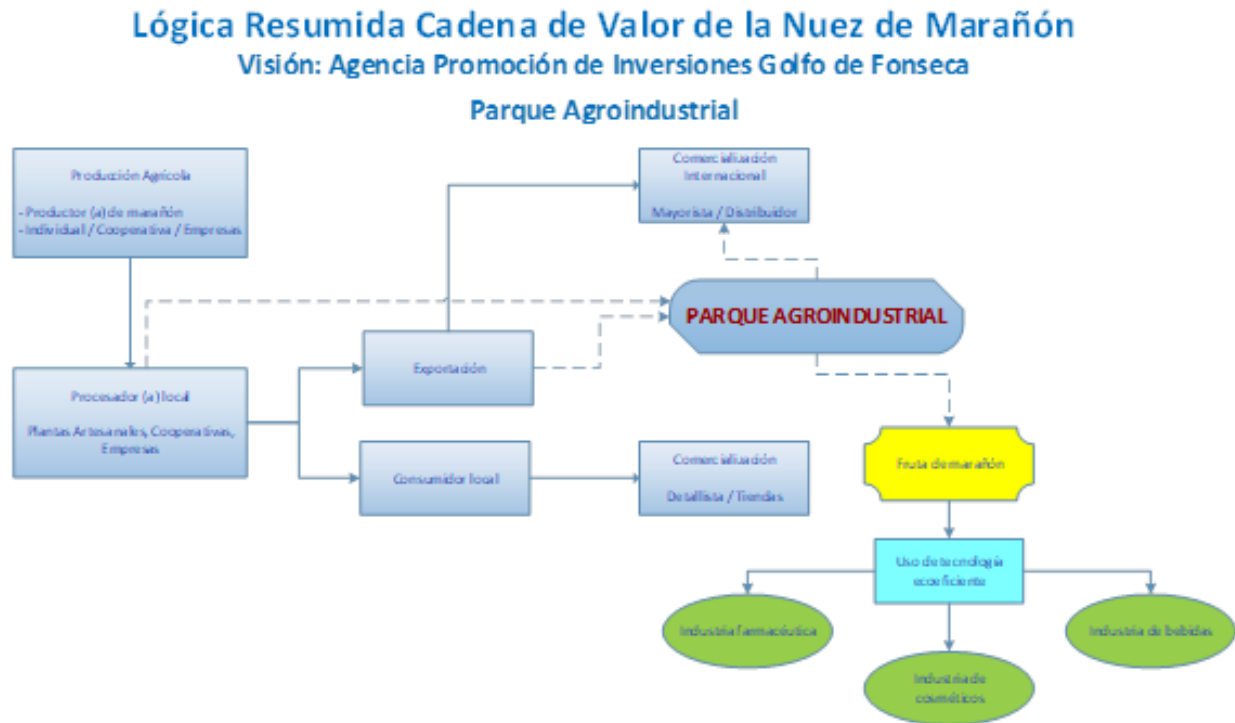 Lógica Resumida Cadena de Valor de la Nuez de Marañón
Visión: Agencia Promoción de Inversiones Golfo de Fonseca
Parque Agroindustrial
Producción Agrícola
- Productor (a) de marañón
- Individual / Cooperativa / Empresas
Comercialización
Internacional
Mayorista / Distribuidor
PARQUE AGROINDUSTRIAL
Exportación
Procesador (a) local
Plantas Artesanales, Cooperativas,
Empresas
Consumidor local
Comercialización
Detallista / Tiendas
Fruta de marañón
Uso de tecnología
ecoeficiente
Industria farmacéutica
Industria de bebidas
Industria de
cosméticos